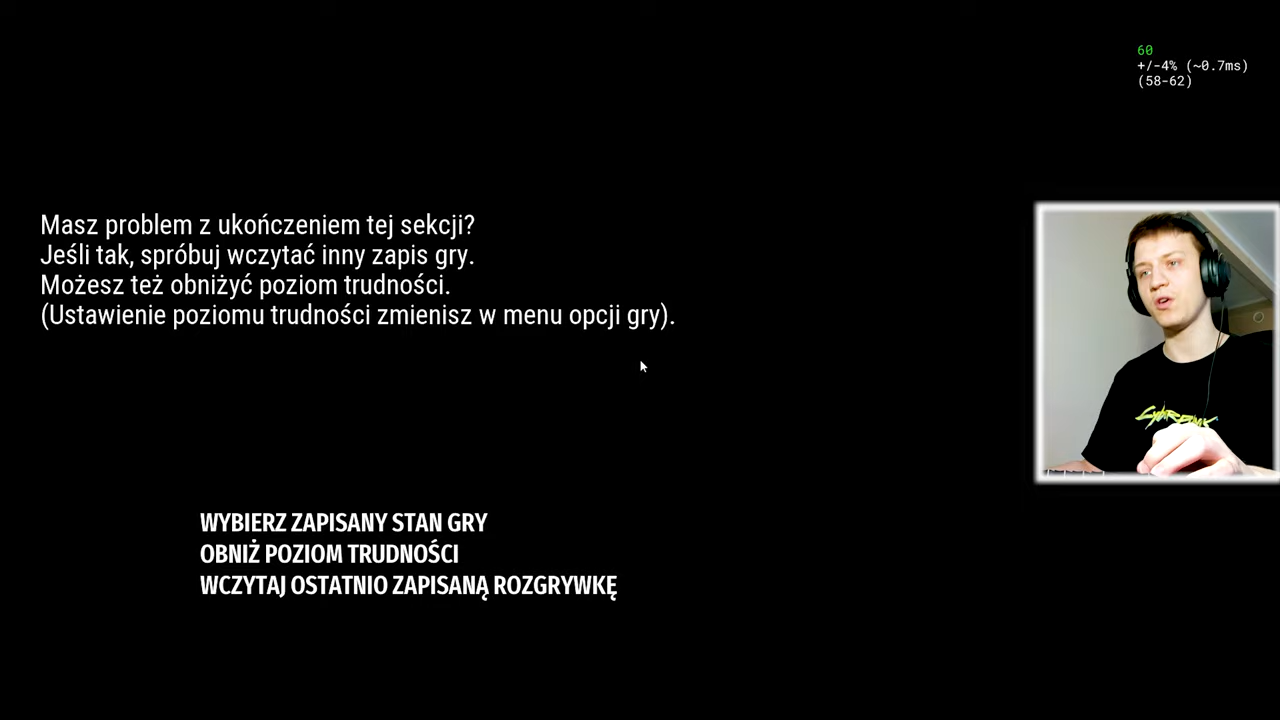 60
+/-4% (~0.7ms)
(58-62)
Masz problem z ukończeniem tej sekcji?
Jeśli tak, spróbuj wczytać inny zapis gry.
Możesz też obniżyć poziom trudności.
(Ustawienie poziomu trudności zmienisz w menu opcji gry).
CYBERPUNK
WYBIERZ ZAPISANY STAN GRY
OBNIŻ POZIOM TRUDNOŚCI
WCZYTAJ OSTATNIO ZAPISANĄ ROZGRYWKĘ